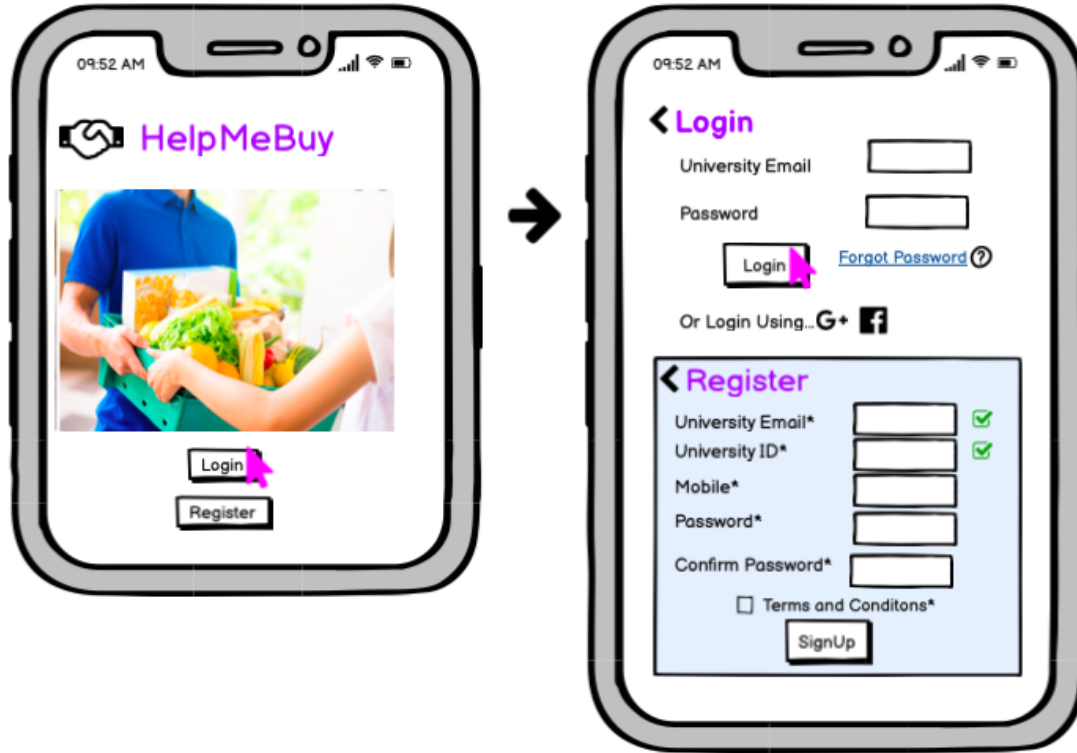 09:52 AM
HelpMeBuy
Login
Register
09:52 AM
Login
University Email
Password
Login
Forgot Password ?
Or Login Using...G+ f
Register
University Email*
University ID*
Mobile*
Password*
Confirm Password*
Terms and Conditons*
SignUp